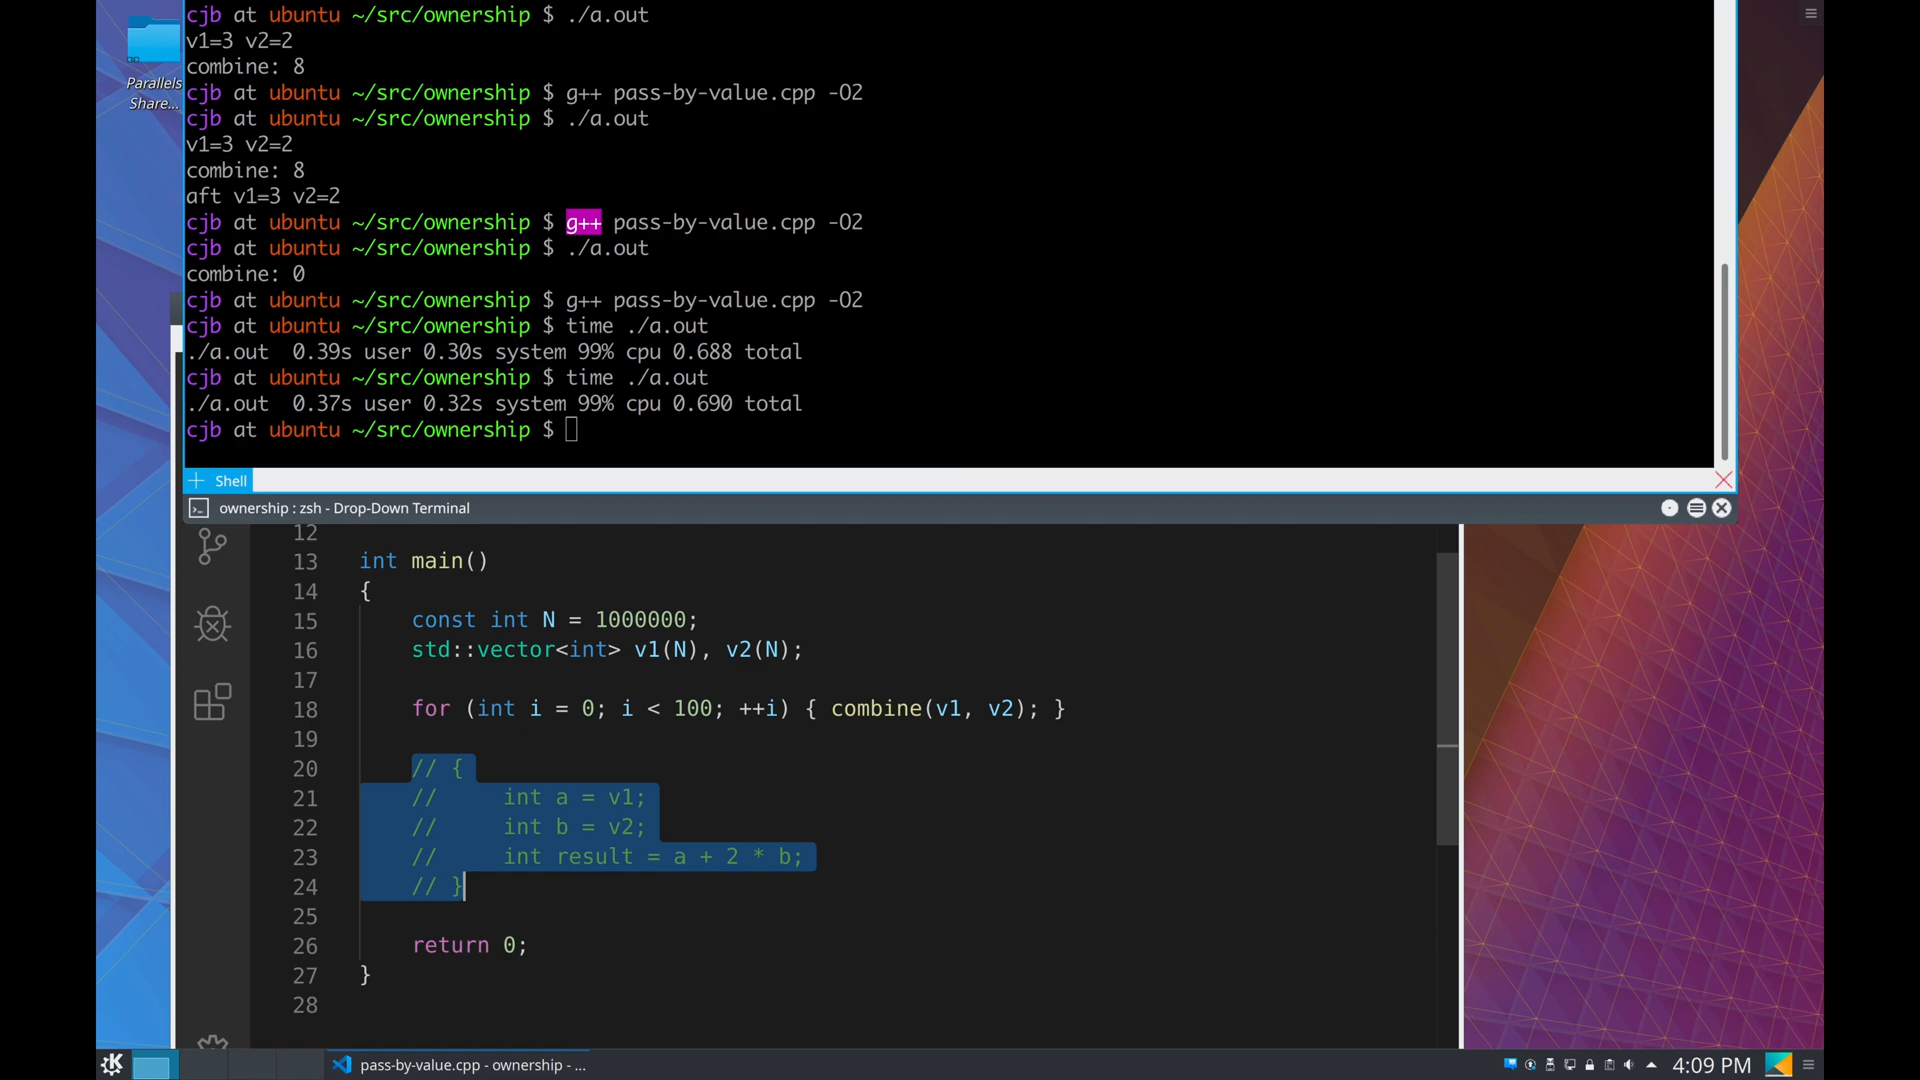 cjb at ubuntu ~/src/ownership $ ./a.out
v1=3 v2=2
combine: 8
cjb at ubuntu ~/src/ownership $ g++ pass-by-value.cpp -O2
cjb at ubuntu ~/src/ownership $ ./a.out
v1=3 v2=2
combine: 8
aft v1=3 v2=2
cjb at ubuntu ~/src/ownership $ g++ pass-by-value.cpp -O2
cjb at ubuntu ~/src/ownership $ ./a.out
combine: 0
cjb at ubuntu ~/src/ownership $ g++ pass-by-value.cpp -O2
cjb at ubuntu ~/src/ownership $ time ./a.out
./a.out  0.39s user 0.30s system 99% cpu 0.688 total
cjb at ubuntu ~/src/ownership $ time ./a.out
./a.out  0.37s user 0.32s system 99% cpu 0.690 total
cjb at ubuntu ~/src/ownership $
Parallels
Share...
Shell
ownership : zsh - Drop-Down Terminal
12
13 int main()
14 {
15     const int N = 1000000;
16     std::vector<int> v1(N), v2(N);
17
18     for (int i = 0; i < 100; ++i) { combine(v1, v2); }
19
20     // {
21     //     int a = v1;
22     //     int b = v2;
23     //     int result = a + 2 * b;
24     // }
25
26     return 0;
27 }
28
pass-by-value.cpp - ownership - ...
4:09 PM